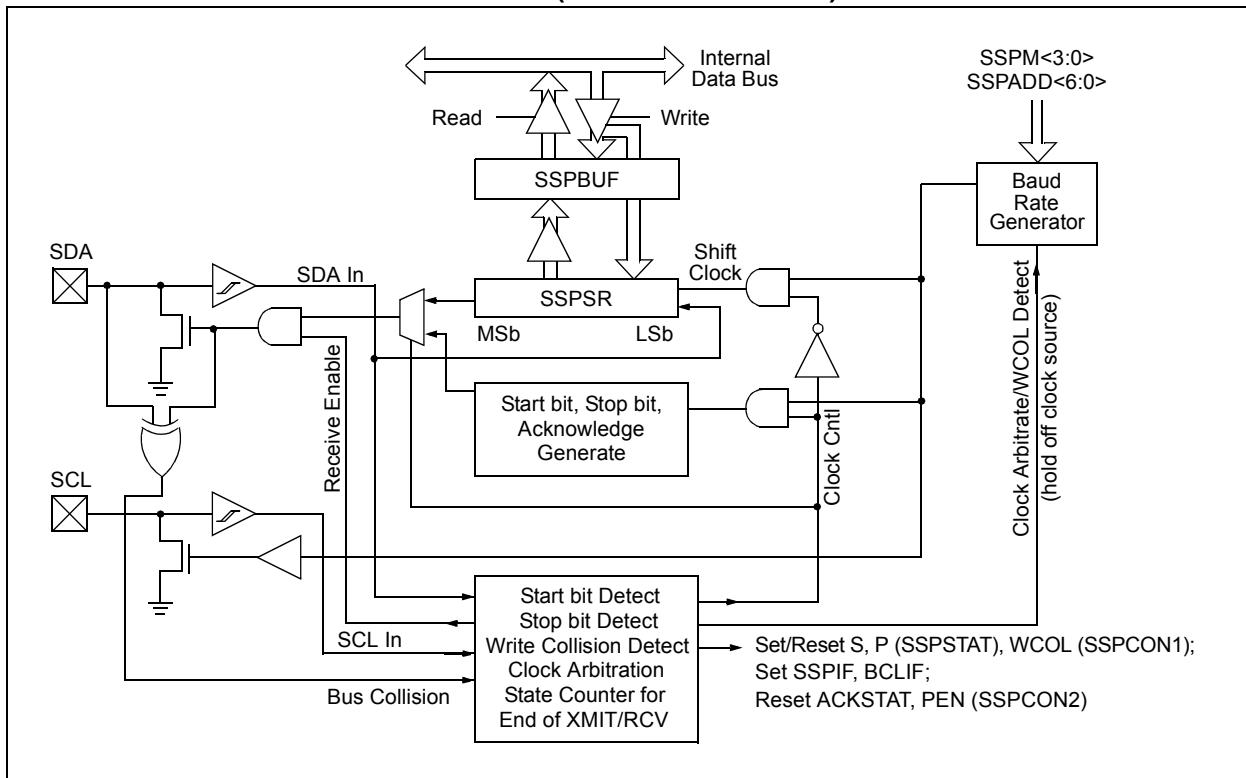 Internal
Data Bus
SSPM<3:0>
SSPADD<6:0>
Read
Write
SSPBUF
Baud
Rate
Generator
SDA
SDA In
Shift
Clock
SSPSR
MSb
LSb
Start bit, Stop bit,
Acknowledge
Generate
Receive Enable
Clock Cntl
Clock Arbitrate/WCOL Detect
(hold off clock source)
SCL
SCL In
Bus Collision
Start bit Detect
Stop bit Detect
Write Collision Detect
Clock Arbitration
State Counter for
End of XMIT/RCV
Set/Reset S, P (SSPSTAT), WCOL (SSPCON1);
Set SSPIF, BCLIF;
Reset ACKSTAT, PEN (SSPCON2)